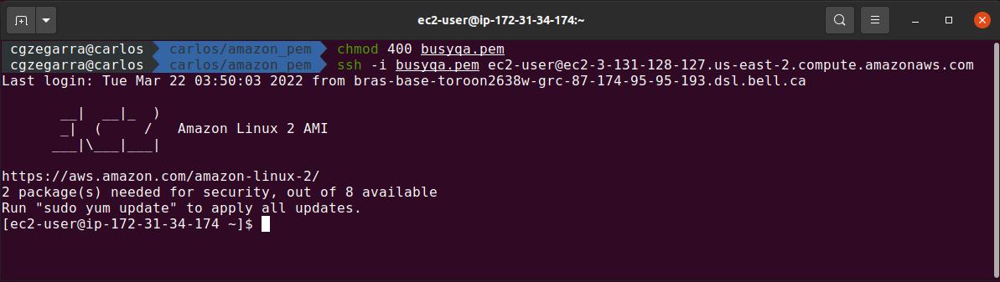 ec2-user@ip-172-31-34-174:~
cgzegarra@carlos carlos/amazon_pem chmod 400 busyqa.pem
cgzegarra@carlos carlos/amazon_pem ssh -i busyqa.pem ec2-user@ec2-3-131-128-127.us-east-2.compute.amazonaws.com
Last login: Tue Mar 22 03:50:03 2022 from bras-base-toroon2638w-grc-87-174-95-95-193.dsl.bell.ca
       __|  __|_  )
       _|  (     /   Amazon Linux 2 AMI
      ___|\___|___|
https://aws.amazon.com/amazon-linux-2/
2 package(s) needed for security, out of 8 available
Run "sudo yum update" to apply all updates.
[ec2-user@ip-172-31-34-174 ~]$